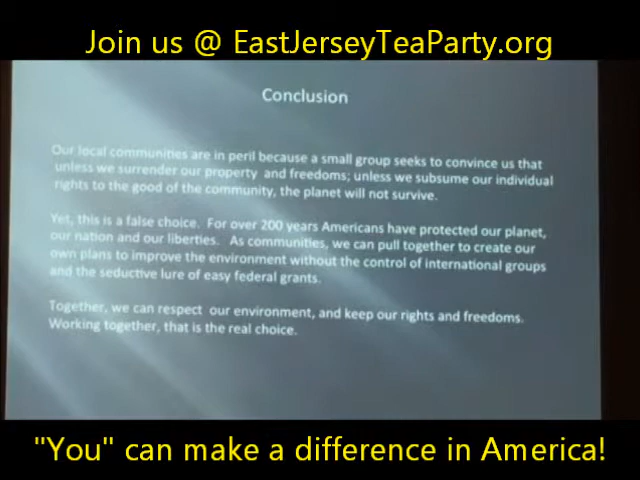 Join us @ EastJerseyTeaParty.org
Conclusion
Our local communities are in peril because a small group seeks to convince us that
unless we surrender our property and freedoms; unless we subsume our individual
rights to the good of the community, the planet will not survive.
Yet, this is a false choice. For over 200 years Americans have protected our planet,
our nation and our liberties. As communities, we can pull together to create our
own plans to improve the environment without the control of international groups
and the seductive lure of easy federal grants.
Together, we can respect our environment, and keep our rights and freedoms.
Working together, that is the real choice.
"You" can make a difference in America!